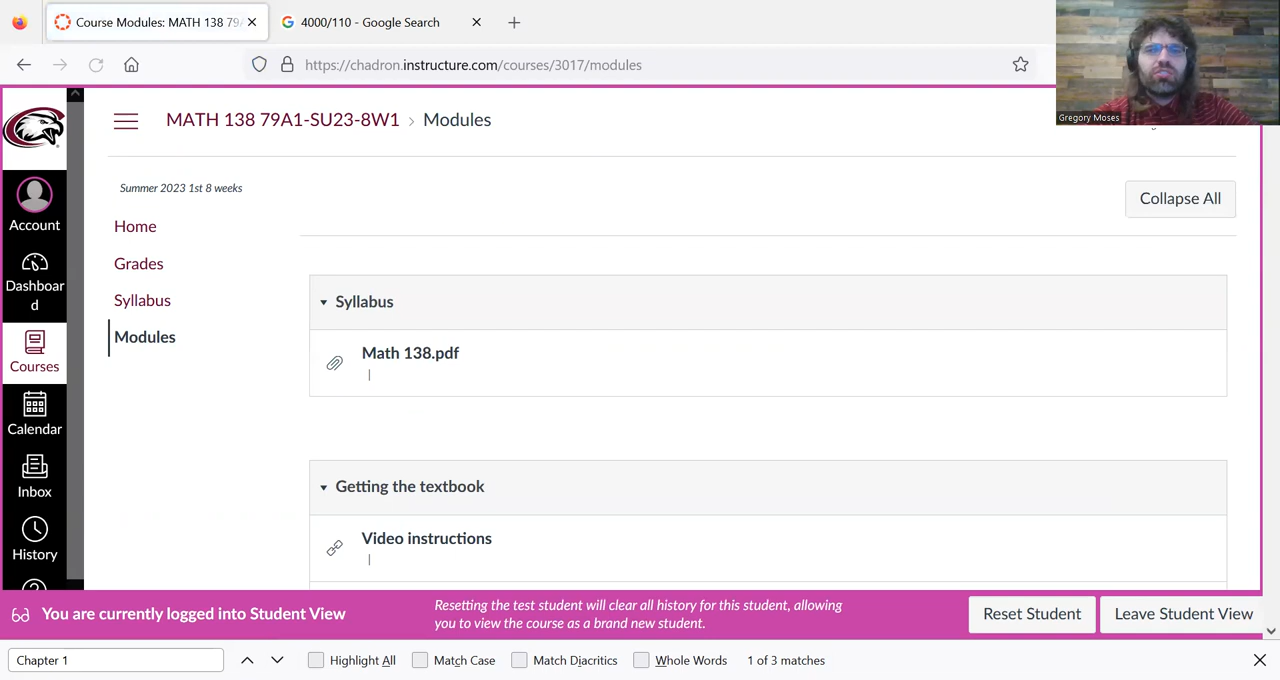 Course Modules: MATH 138 79
4000/110 - Google Search
https://chadron.instructure.com/courses/3017/modules
Gregory Moses
MATH 138 79A1-SU23-8W1 › Modules
Summer 2023 1st 8 weeks
Collapse All
Account
Dashboar
d
Courses
Calendar
Inbox
History
Home
Grades
Syllabus
Modules
Syllabus
Math 138.pdf
|
Getting the textbook
Video instructions
|
You are currently logged into Student View
Resetting the test student will clear all history for this student, allowing
you to view the course as a brand new student.
Reset Student
Leave Student View
Chapter 1
Highlight All
Match Case
Match Diacritics
Whole Words
1 of 3 matches